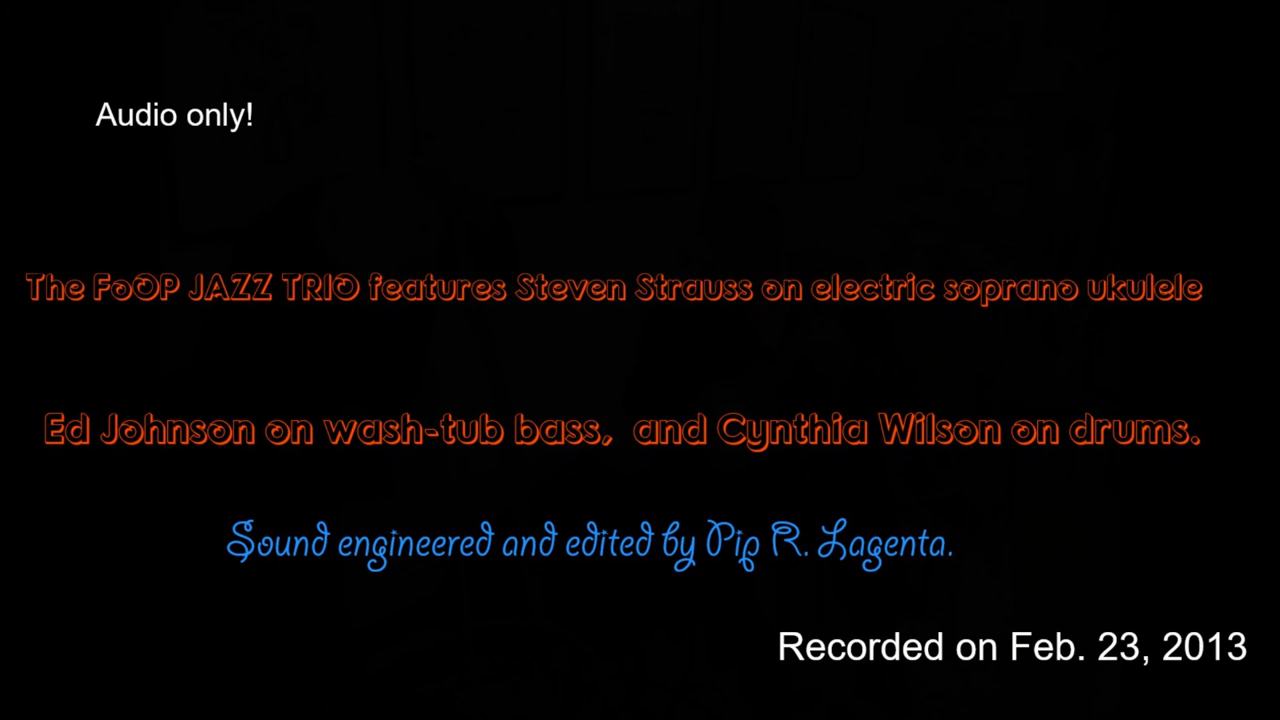 Audio only!
The FoOP JAZZ TRIO features Steven Strauss on electric soprano ukulele
Ed Johnson on wash-tub bass, and Cynthia Wilson on drums.
Sound engineered and edited by Pip R. Lagenta.
Recorded on Feb. 23, 2013